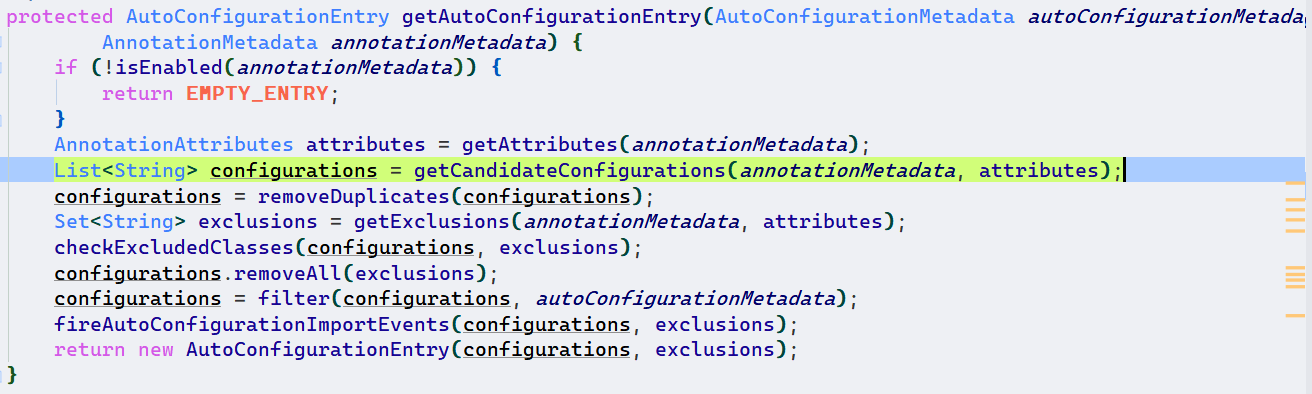 protected AutoConfigurationEntry getAutoConfigurationEntry(AutoConfigurationMetadata
        AnnotationMetadata annotationMetadata) {
    if (!isEnabled(annotationMetadata)) {
        return EMPTY_ENTRY;
    }
    AnnotationAttributes attributes = getAttributes(annotationMetadata);
    List<String> configurations = getCandidateConfigurations(annotationMetadata, attributes);
    configurations = removeDuplicates(configurations);
    Set<String> exclusions = getExclusions(annotationMetadata, attributes);
    checkExcludedClasses(configurations, exclusions);
    configurations.removeAll(exclusions);
    configurations = filter(configurations, autoConfigurationMetadata);
    fireAutoConfigurationImportEvents(configurations, exclusions);
    return new AutoConfigurationEntry(configurations, exclusions);
}